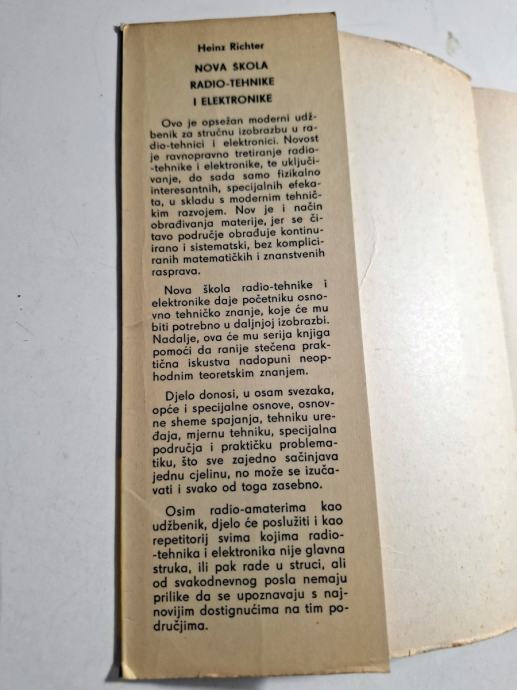 Heinz Richter
NOVA ŠKOLA
RADIO-TEHNIKE
I ELEKTRONIKE
Ovo je opsežan moderni udž-
benik za stručnu izobrazbu u ra-
dio-tehnici i elektronici. Novost
je ravnopravno tretiranje radio-
-tehnike i elektronike, te uključi-
vanje, do sada samo fizikalno
interesantnih, specijalnih efeka-
ta, u skladu s modernim tehnič-
kim razvojem. Nov je i način
obrađivanja materije, jer se či-
tavo područje obrađuje kontinu-
irano i sistematski, bez komplici-
ranih matematičkih i znanstvenih
rasprava.
Nova škola radio-tehnike i
elektronike daje početniku osno-
vno tehničko znanje, koje će mu
biti potrebno u daljnjoj izobrazbi.
Nadalje, ova će mu serija knjiga
pomoći da ranije stečena prak-
tična iskustva nadopuni neop-
hodnim teoretskim znanjem.
Djelo donosi, u osam svezaka,
opće i specijalne osnove, osnov-
ne sheme spajanja, tehniku ure-
đaja, mjernu tehniku, specijalna
područja i praktičku problema-
tiku, što sve zajedno sačinjava
jednu cjelinu, no može se izuča-
vati i svako od toga zasebno.
Osim radio-amaterima kao
udžbenik, djelo će poslužiti i kao
repetitorij svima kojima radio-
-tehnika i elektronika nije glavna
struka, ili pak rade u struci, ali
od svakodnevnog posla nemaju
prilike da se upoznavaju s naj-
novijim dostignućima na tim po-
dručjima.